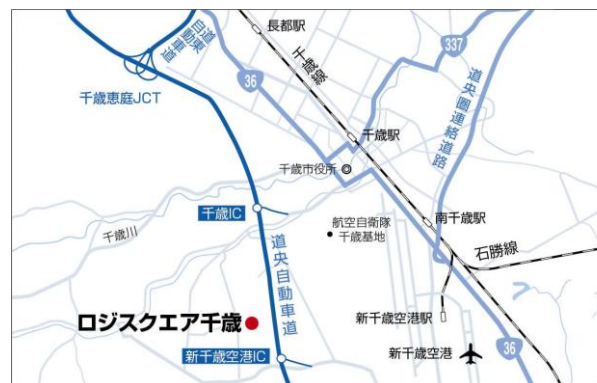 長都駅
337
道東
自動車道
36
千歳線
道央圏連絡道路
千歳恵庭JCT
千歳駅
千歳市役所
千歳IC
航空自衛隊
千歳基地
南千歳駅
千歳川
道央自動車道
石勝線
ロジスクエア千歳
新千歳空港駅
新千歳空港IC
新千歳空港
36